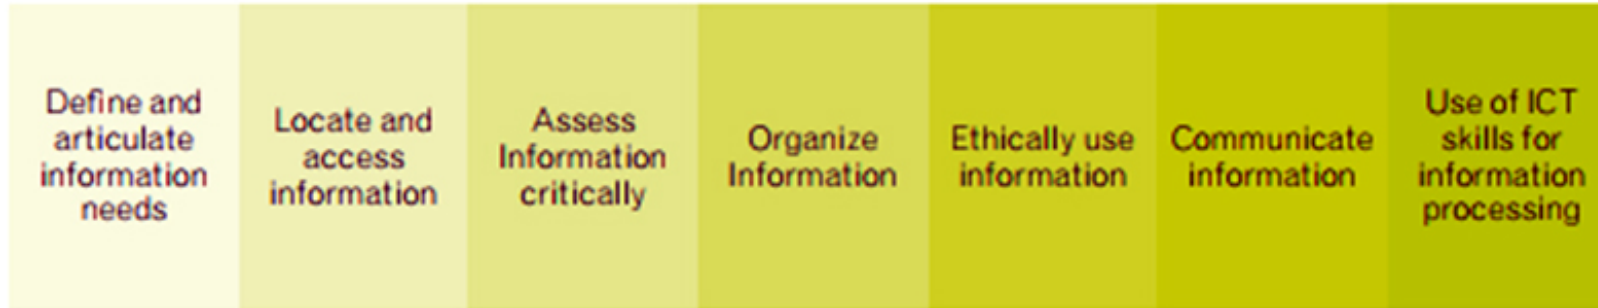 Define and
articulate
information
needs
Locate and
access
information
Assess
Information
critically
Organize
Information
Ethically use
information
Communicate
information
Use of ICT
skills for
information
processing